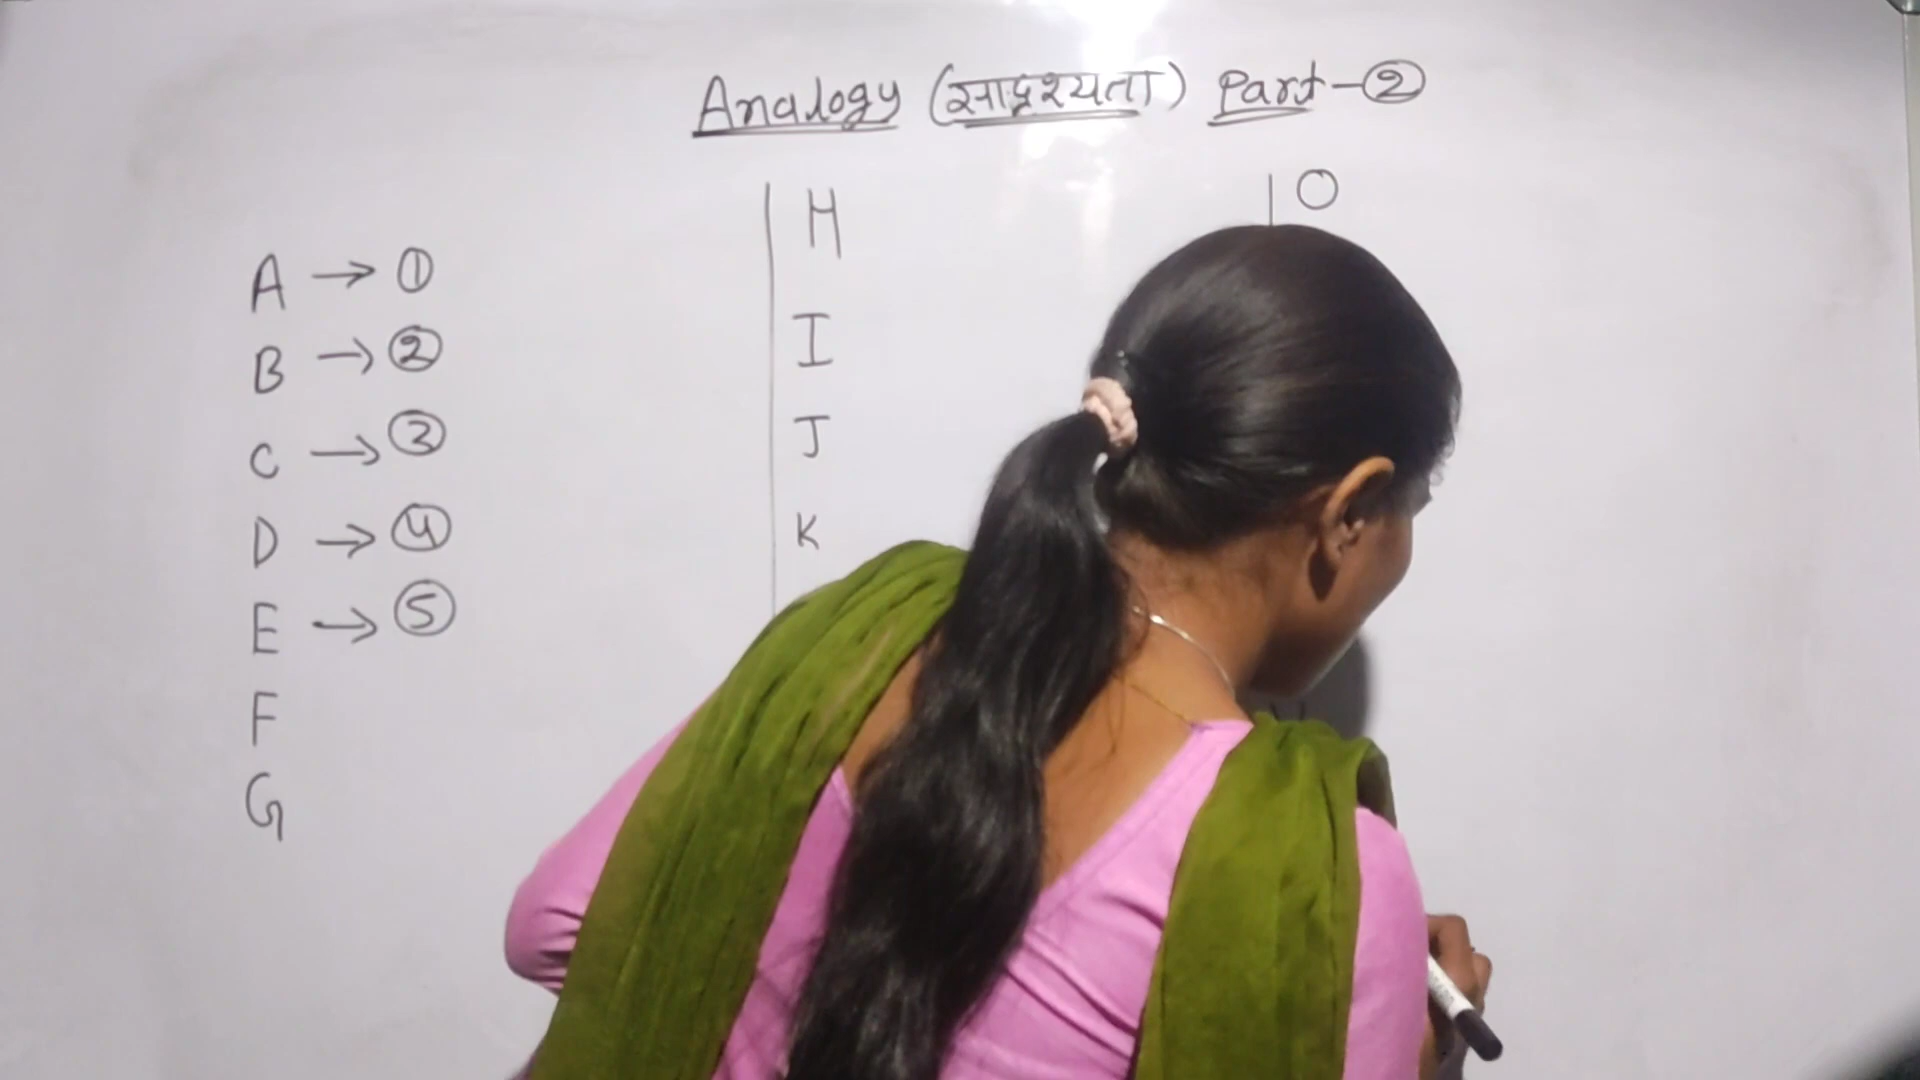 Analogy (सादृश्यता) Part-②
A → ①
B → ②
C → ③
D → ④
E → ⑤
F
G
H
I
J
K
O